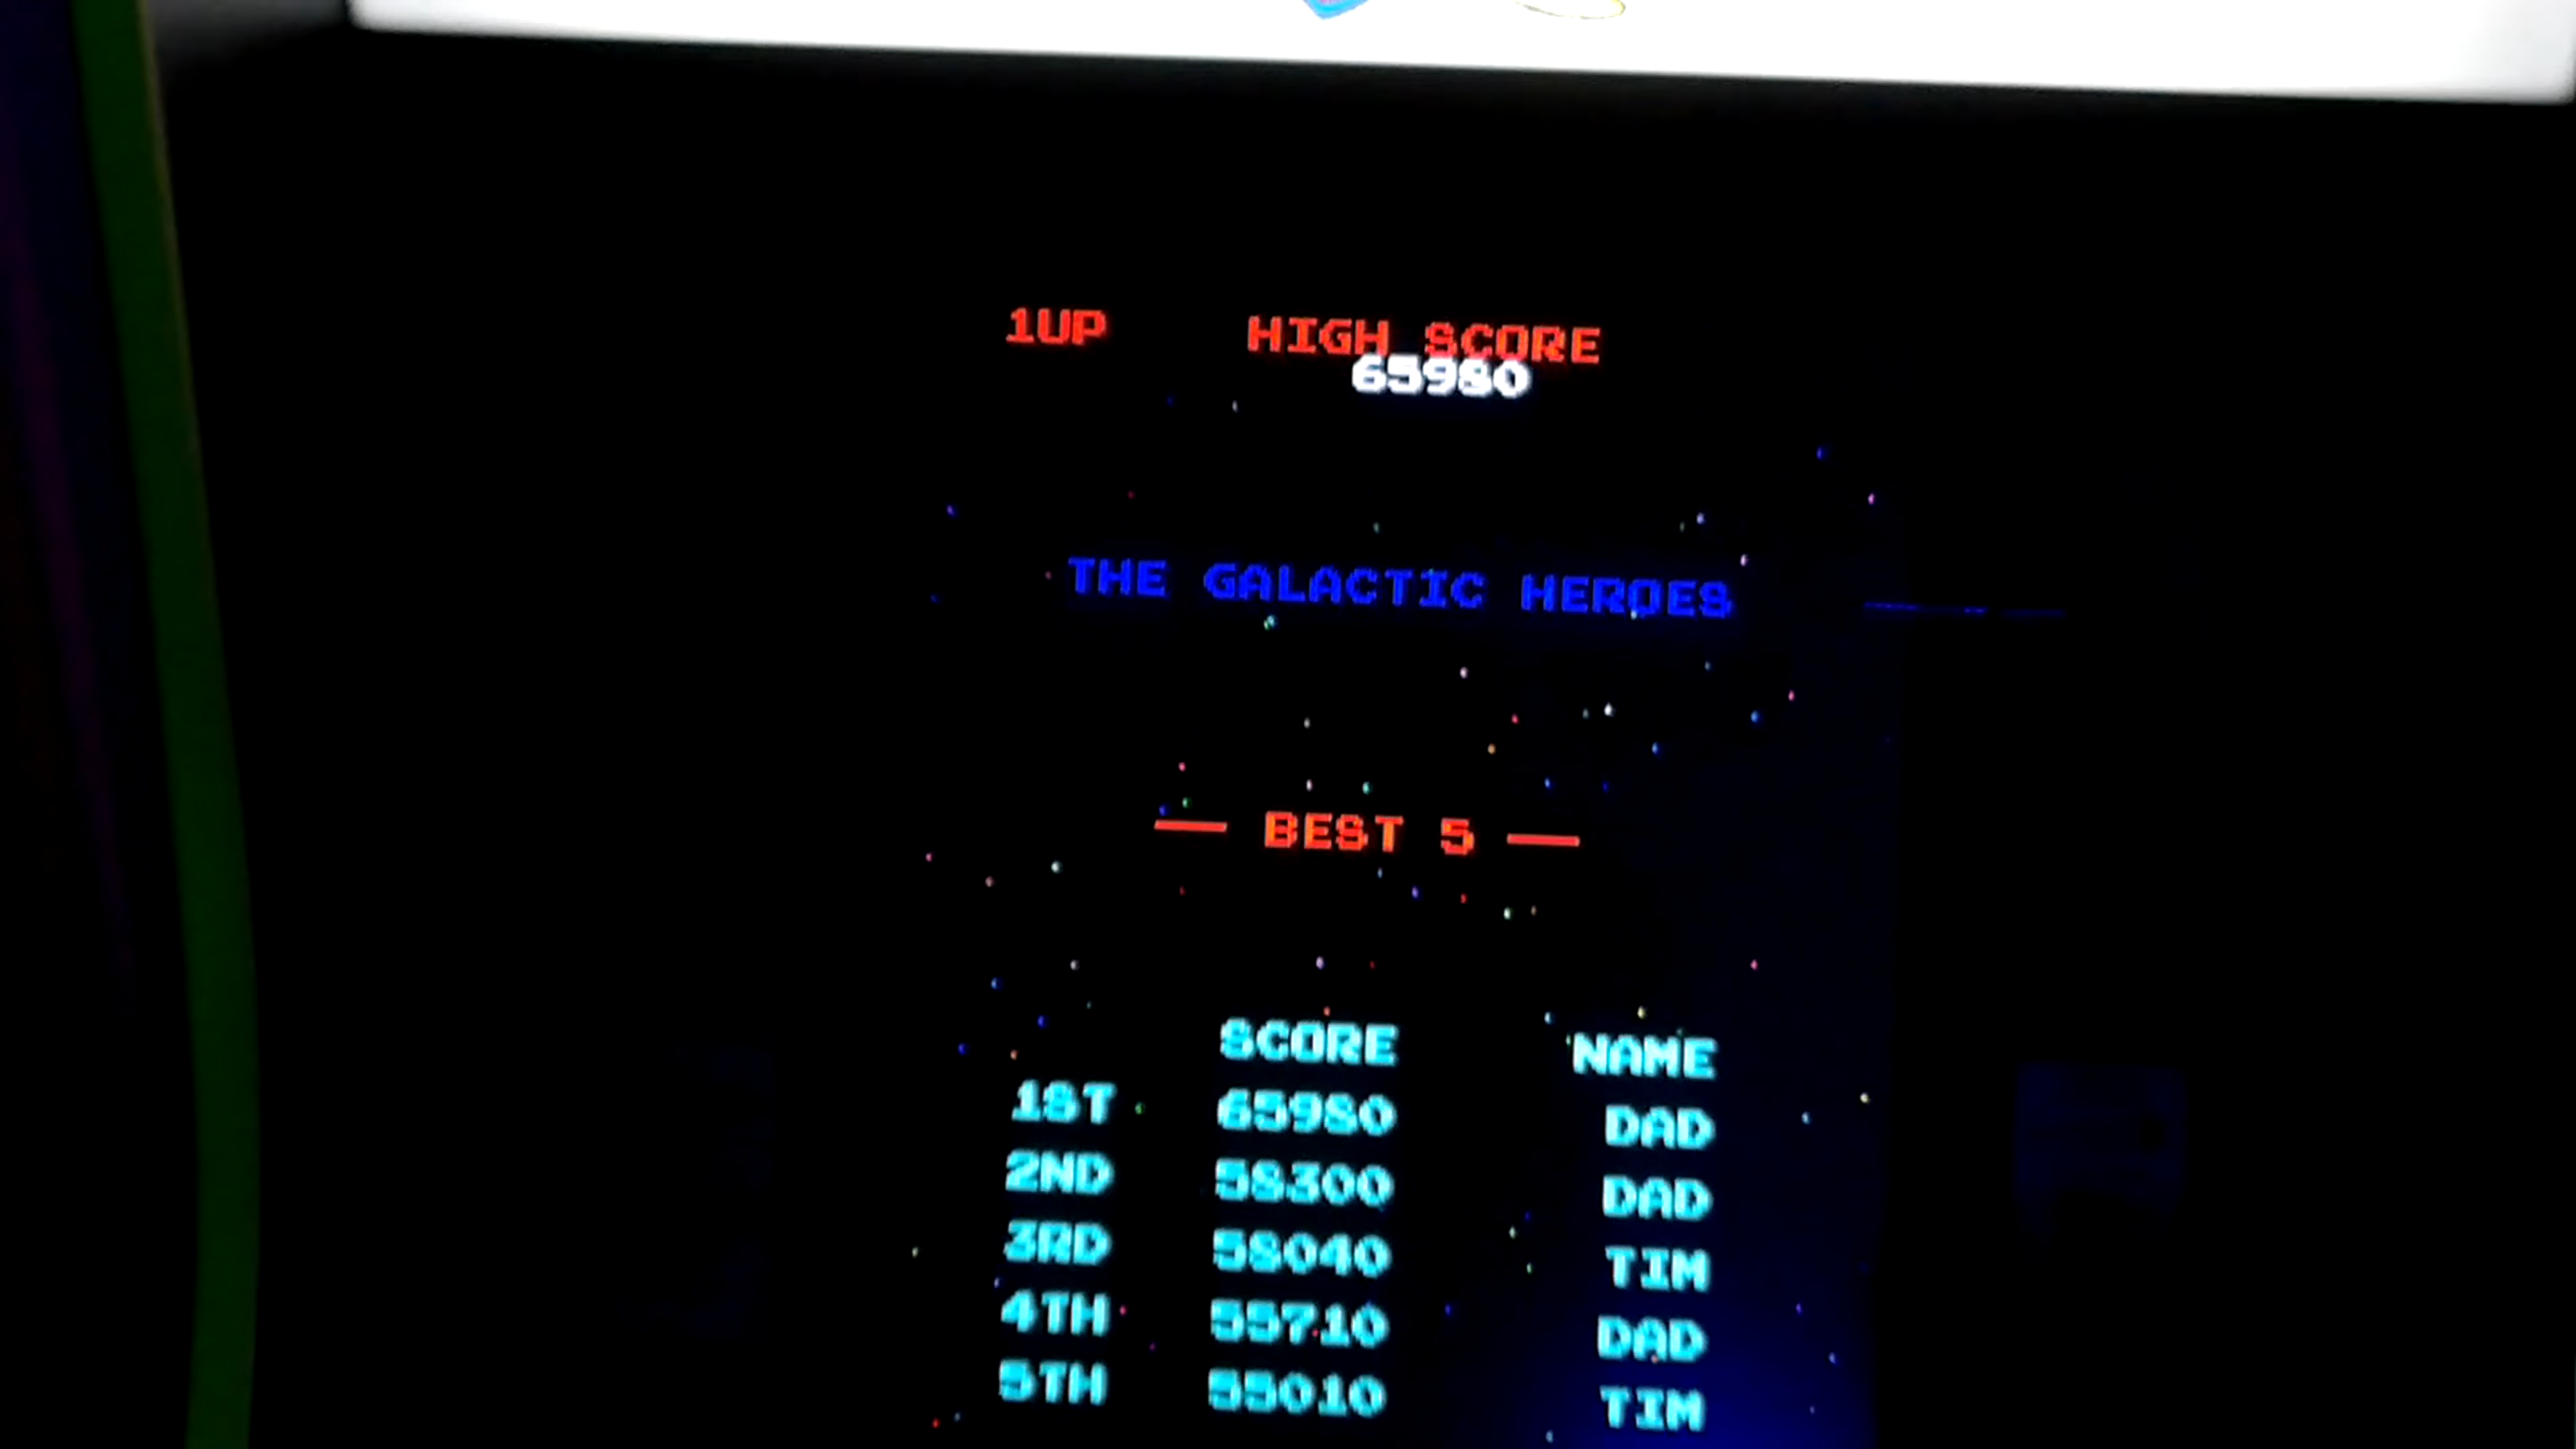 1UP HIGH SCORE
65980
THE GALACTIC HEROES
— BEST 5 —
SCORE NAME
1ST 65980 DAD
2ND 58300 DAD
3RD 58040 TIM
4TH 55710 DAD
5TH 55010 TIM